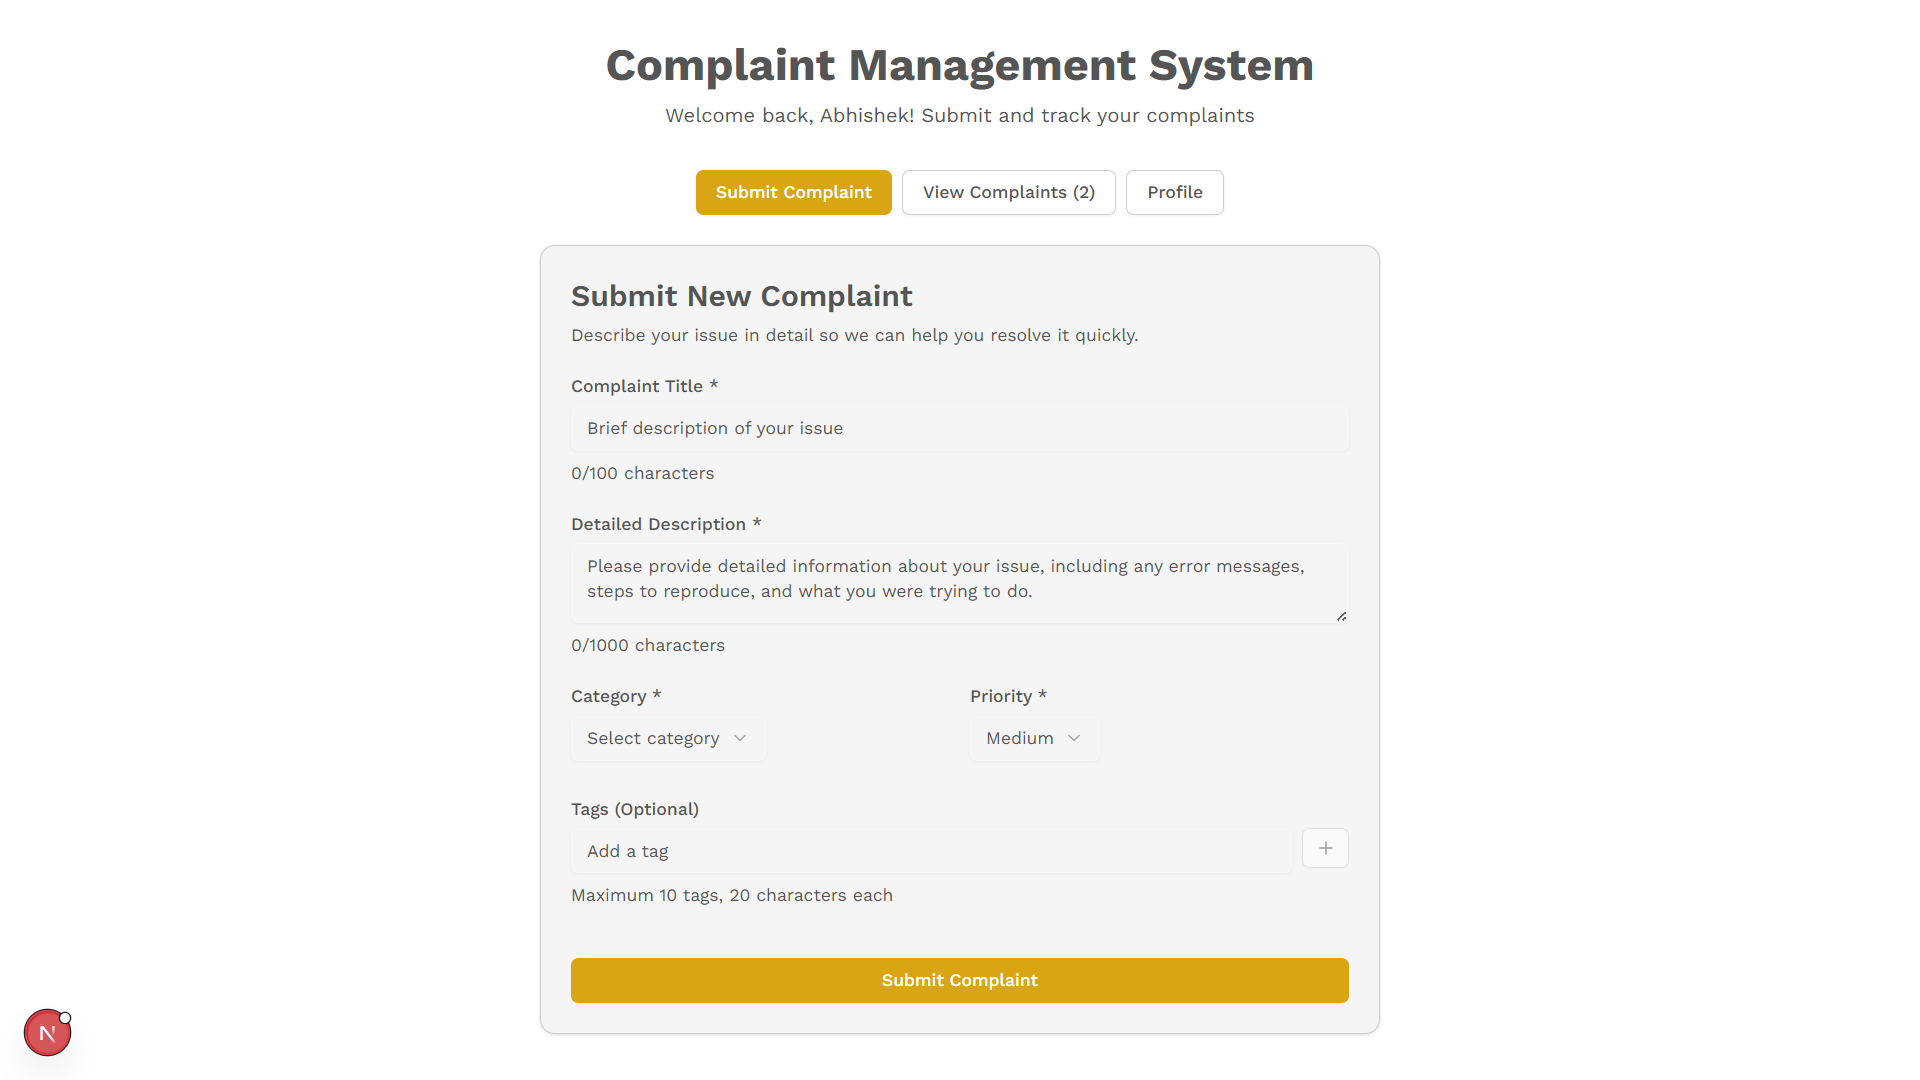 Complaint Management System
Welcome back, Abhishek! Submit and track your complaints
Submit Complaint
View Complaints (2)
Profile
Submit New Complaint
Describe your issue in detail so we can help you resolve it quickly.
Complaint Title *
Brief description of your issue
0/100 characters
Detailed Description *
Please provide detailed information about your issue, including any error messages,
steps to reproduce, and what you were trying to do.
0/1000 characters
Category *
Priority *
Select category
Medium
Tags (Optional)
Add a tag
Maximum 10 tags, 20 characters each
Submit Complaint
N